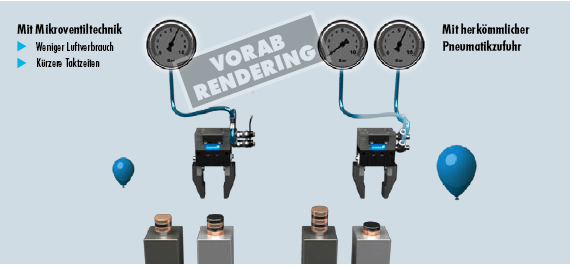 Mit Mikroventiltechnik
Weniger Luftverbrauch
Kürzere Taktzeiten
VORAB
RENDERING
Mit herkömmlicher
Pneumatikzufuhr